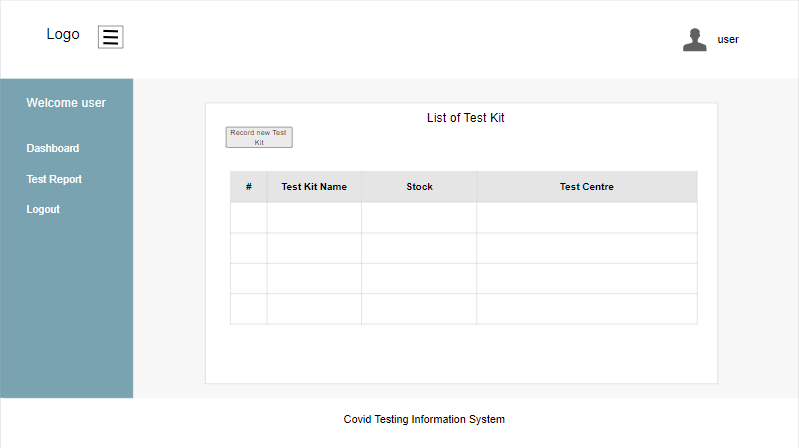 Logo
user
Welcome user
Dashboard
Test Report
Logout
List of Test Kit
Record new Test
Kit
# Test Kit Name Stock Test Centre
Covid Testing Information System